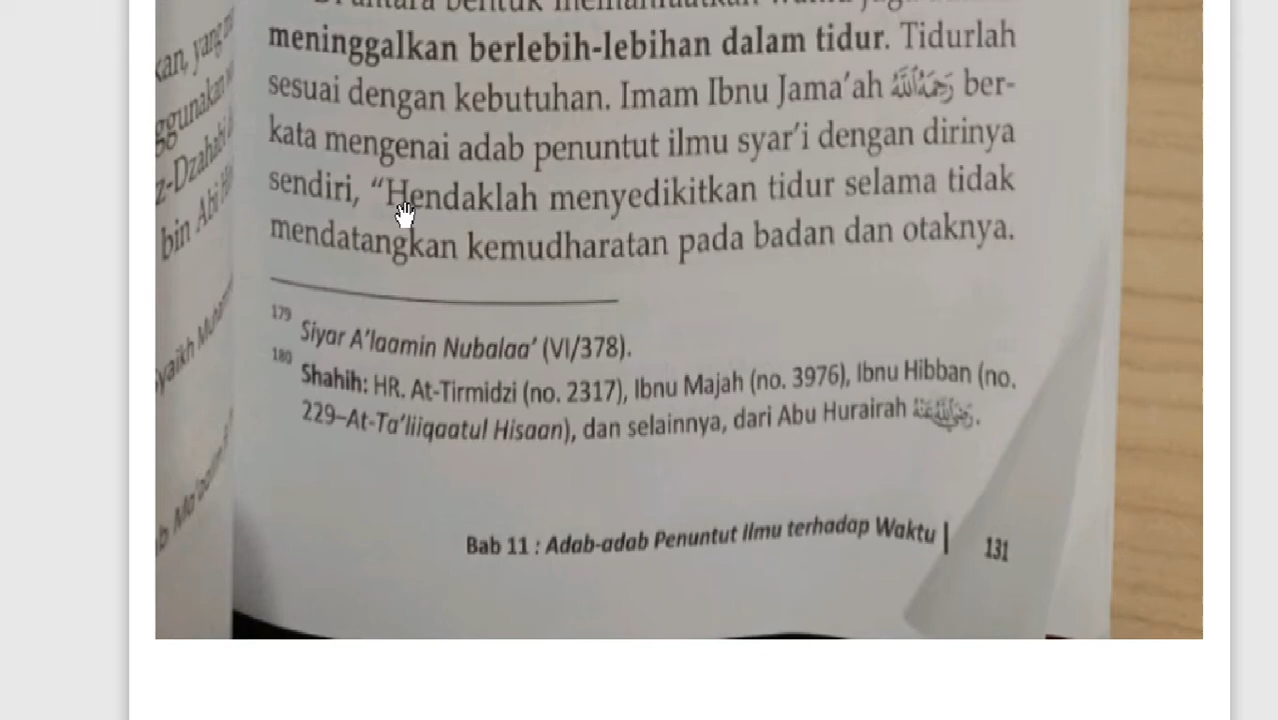 meninggalkan berlebih-lebihan dalam tidur. Tidurlah
sesuai dengan kebutuhan. Imam Ibnu Jama'ah رحمه الله ber-
kata mengenai adab penuntut ilmu syar'i dengan dirinya
sendiri, “Hendaklah menyedikitkan tidur selama tidak
mendatangkan kemudharatan pada badan dan otaknya.
179 Siyar A'laamin Nubalaa' (VI/378).
180 Shahih: HR. At-Tirmidzi (no. 2317), Ibnu Majah (no. 3976), Ibnu Hibban (no.
229–At-Ta'liiqaatul Hisaan), dan selainnya, dari Abu Hurairah
Bab 11 : Adab-adab Penuntut Ilmu terhadap Waktu | 131